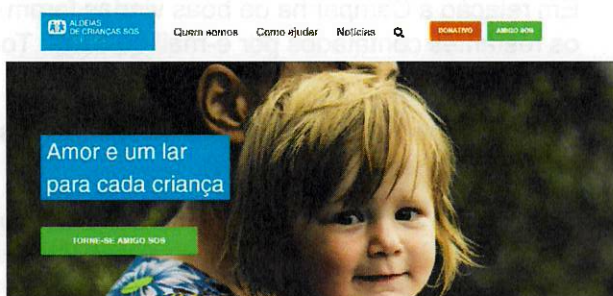 ALDEIAS
DE CRIANÇAS SOS
Quem somos Como ajudar Notícias DONATIVO AMIGO SOS
Amor e um lar
para cada criança
TORNE-SE AMIGO SOS